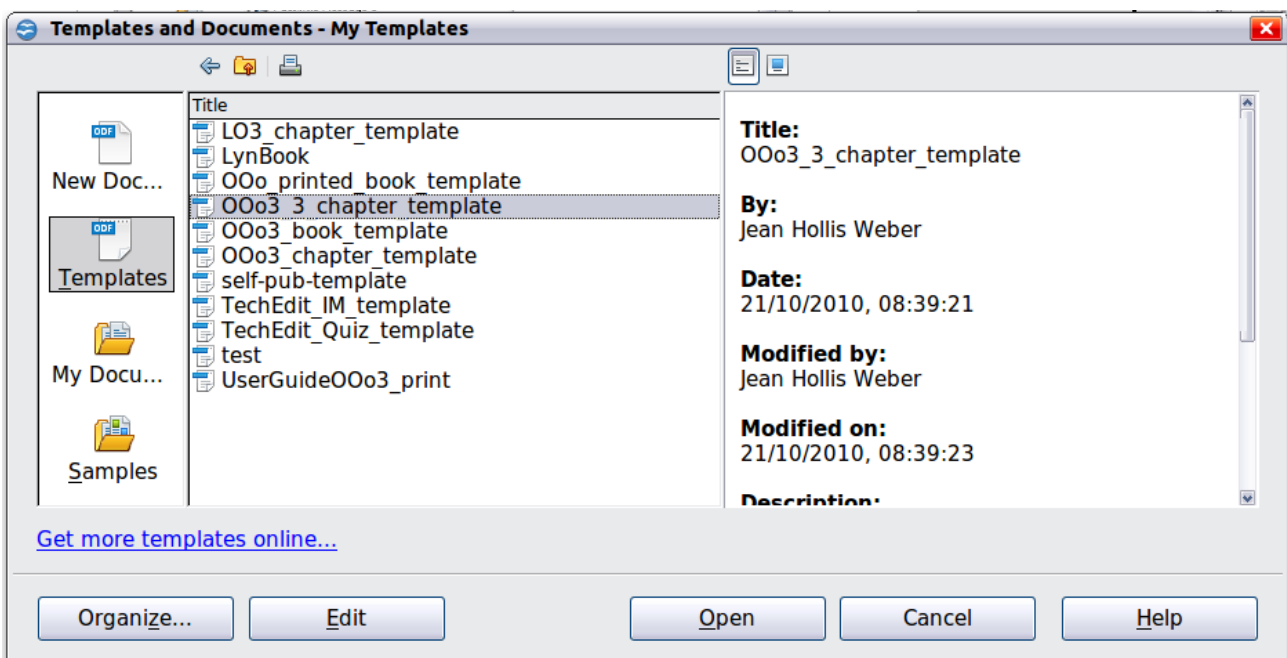 Templates and Documents - My Templates
Title
LO3_chapter_template
LynBook
OOo_printed_book_template
OOo3_3_chapter_template
OOo3_book_template
OOo3_chapter_template
self-pub-template
TechEdit_IM_template
TechEdit_Quiz_template
test
UserGuideOOo3_print
ODF
New Doc...
ODF
Templates
My Docu...
Samples
Title:
OOo3_3_chapter_template
By:
Jean Hollis Weber
Date:
21/10/2010, 08:39:21
Modified by:
Jean Hollis Weber
Modified on:
21/10/2010, 08:39:23
Description:
Get more templates online...
Organize...
Edit
Open
Cancel
Help